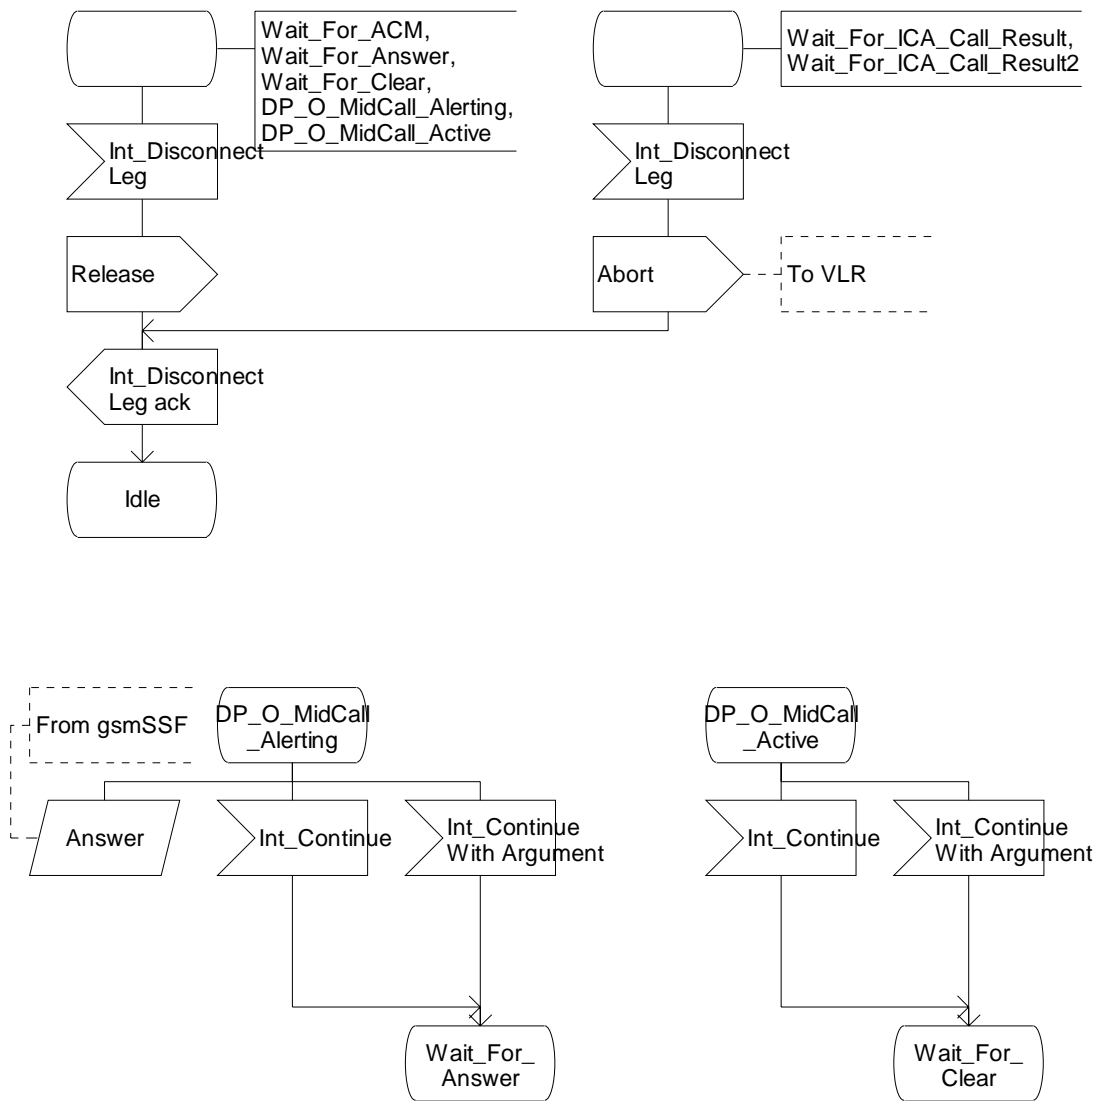 Wait_For_ACM,
Wait_For_Answer,
Wait_For_Clear,
DP_O_MidCall_Alerting,
DP_O_MidCall_Active
Wait_For_ICA_Call_Result,
Wait_For_ICA_Call_Result2
Int_Disconnect
Leg
Int_Disconnect
Leg
Release
Abort
To VLR
Int_Disconnect
Leg ack
Idle
From gsmSSF
DP_O_MidCall
_Alerting
DP_O_MidCall
_Active
Answer
Int_Continue
Int_Continue
With Argument
Int_Continue
Int_Continue
With Argument
Wait_For_
Answer
Wait_For_
Clear